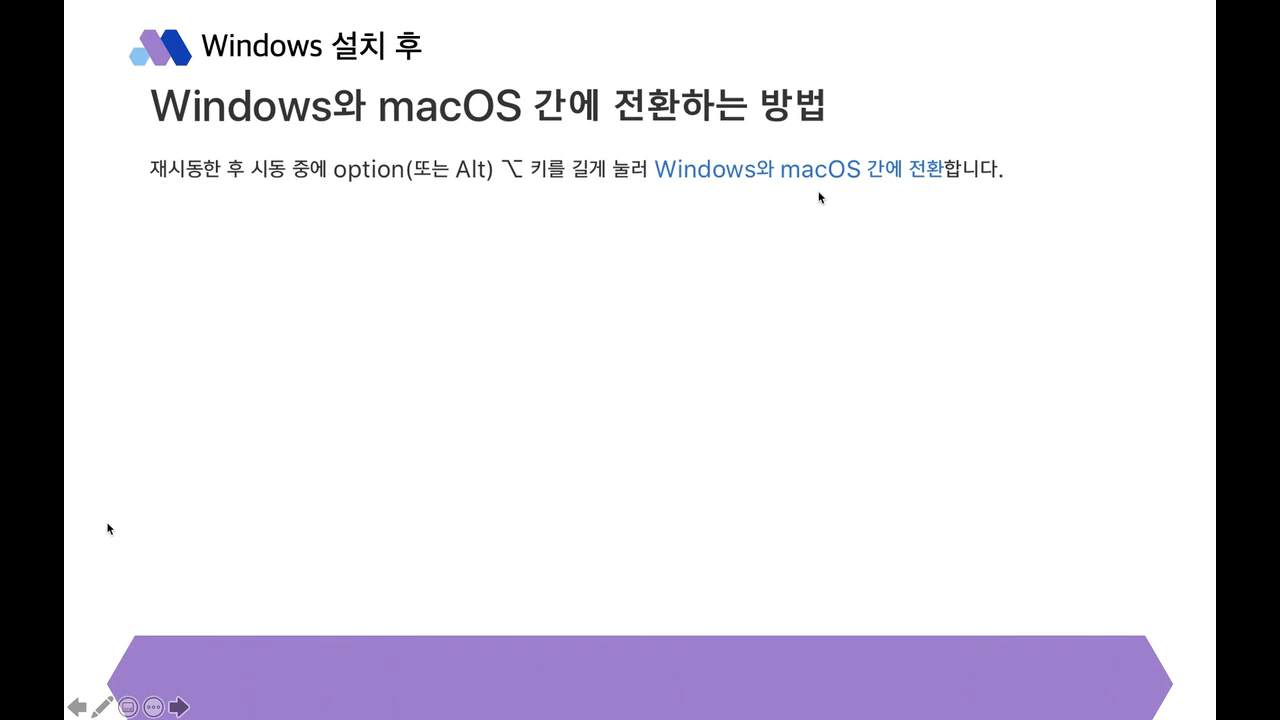 Windows 설치 후
Windows와 macOS 간에 전환하는 방법
재시동한 후 시동 중에 option(또는 Alt) ⌥ 키를 길게 눌러 Windows와 macOS 간에 전환합니다.